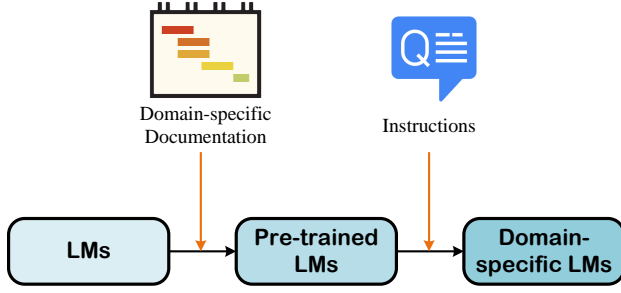 Q
Domain-specific
Documentation
Instructions
LMs
Pre-trained
LMs
Domain-
specific LMs